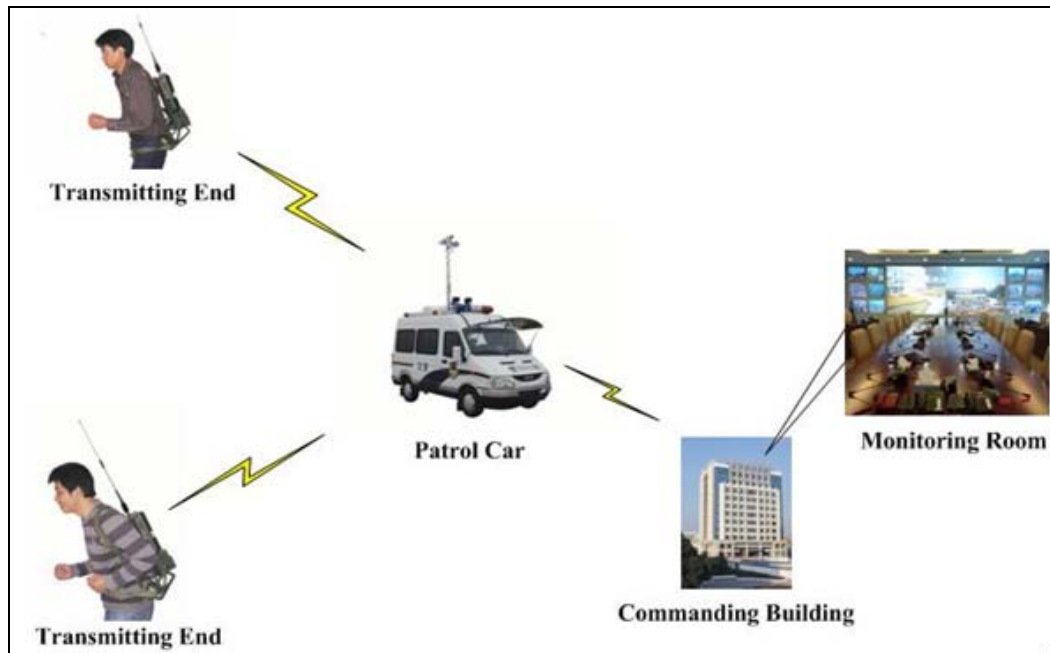 Transmitting End
Patrol Car
Monitoring Room
Commanding Building
Transmitting End